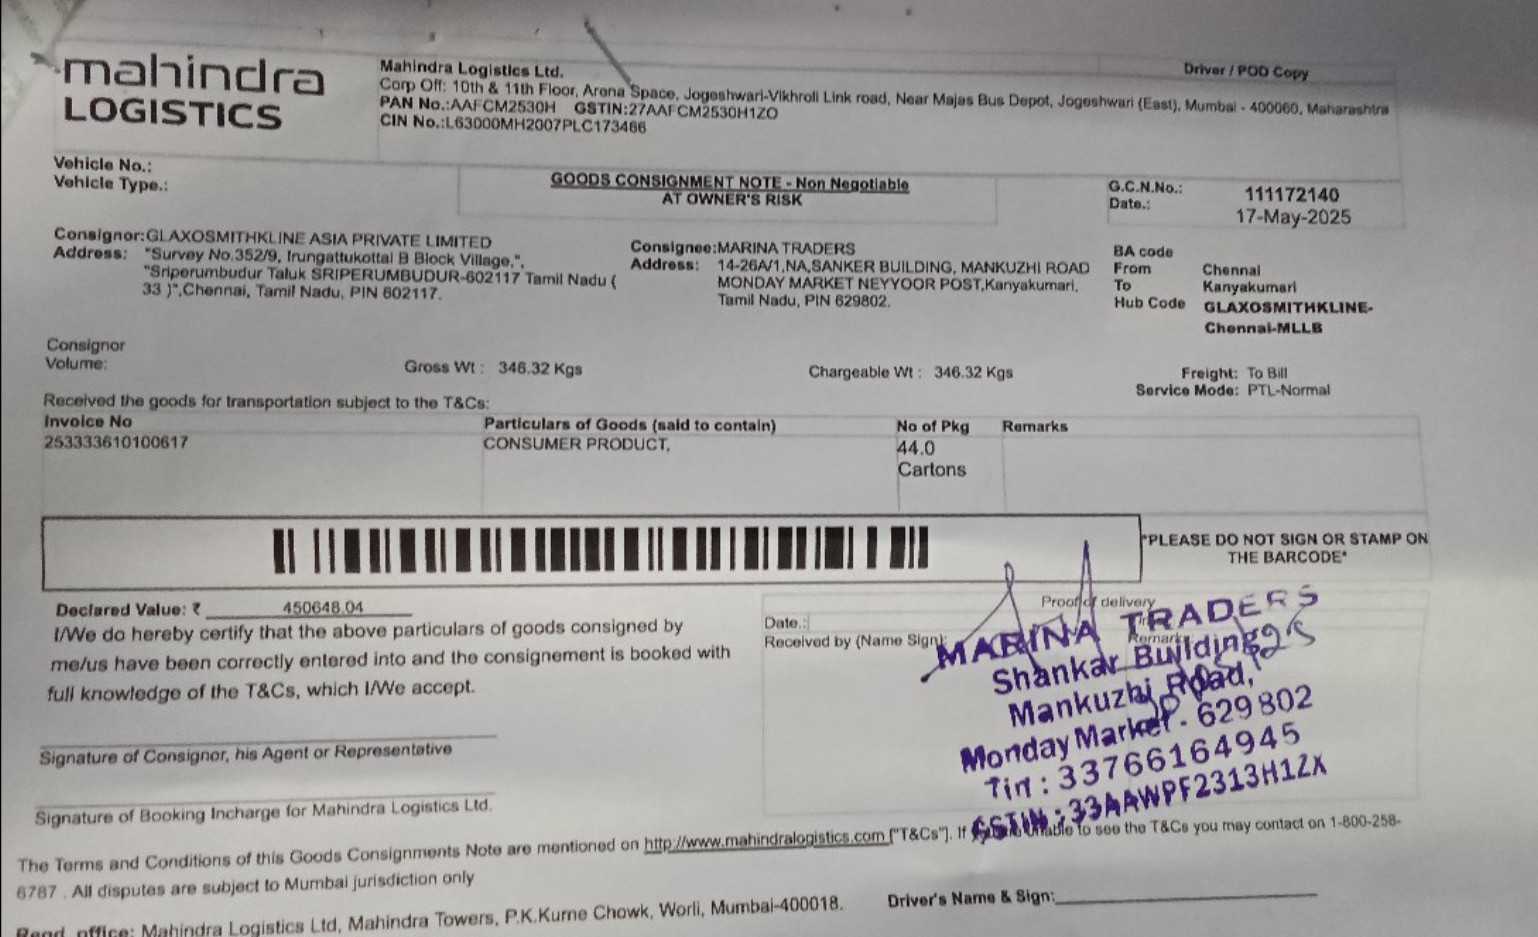 mahindra
LOGISTICS
Mahindra Logistics Ltd.
Corp Off: 10th & 11th Floor, Arena Space, Jogeshwari-Vikhroli Link road, Near Majas Bus Depot, Jogeshwari (East), Mumbai - 400060, Maharashtra
PAN No.:AAFCM2530H GSTIN:27AAFCM2530H1ZO
CIN No.:L63000MH2007PLC173466
Driver / POD Copy
Vehicle No.:
Vehicle Type.:
GOODS CONSIGNMENT NOTE - Non Negotiable
AT OWNER'S RISK
G.C.N.No.: 111172140
Date.: 17-May-2025
Consignor:GLAXOSMITHKLINE ASIA PRIVATE LIMITED
Address: "Survey No.352/9, Irungattukottai B Block Village,",
"Sriperumbudur Taluk SRIPERUMBUDUR-602117 Tamil Nadu (
33 )",Chennai, Tamil Nadu, PIN 602117.
Consignee:MARINA TRADERS
Address: 14-26A/1,NA,SANKER BUILDING, MANKUZHI ROAD
MONDAY MARKET NEYYOOR POST,Kanyakumari,
Tamil Nadu, PIN 629802.
BA code
From Chennai
To Kanyakumari
Hub Code GLAXOSMITHKLINE-
Chennai-MLLB
Consignor
Volume:
Gross Wt : 346.32 Kgs
Chargeable Wt : 346.32 Kgs
Freight: To Bill
Service Mode: PTL-Normal
Received the goods for transportation subject to the T&Cs:
Invoice No Particulars of Goods (said to contain) No of Pkg Remarks
253333610100617 CONSUMER PRODUCT, 44.0
Cartons
*PLEASE DO NOT SIGN OR STAMP ON
THE BARCODE*
Declared Value: ₹ 450648.04
I/We do hereby certify that the above particulars of goods consigned by
me/us have been correctly entered into and the consignement is booked with
full knowledge of the T&Cs, which I/We accept.
Proof of delivery
Date.:
Received by (Name Sign):
Remarks
MARINA TRADERS
Shankar Building
Mankuzhi Road,
Monday Market - 629 802
Tin : 33766164945
GSTIN : 33AAWPF2313H1ZX
Signature of Consignor, his Agent or Representative
Signature of Booking Incharge for Mahindra Logistics Ltd.
The Terms and Conditions of this Goods Consignments Note are mentioned on http://www.mahindralogistics.com ["T&Cs"]. If you are unable to see the T&Cs you may contact on 1-800-258-
6787 . All disputes are subject to Mumbai jurisdiction only
Regd. office: Mahindra Logistics Ltd, Mahindra Towers, P.K.Kurne Chowk, Worli, Mumbai-400018.
Driver's Name & Sign: